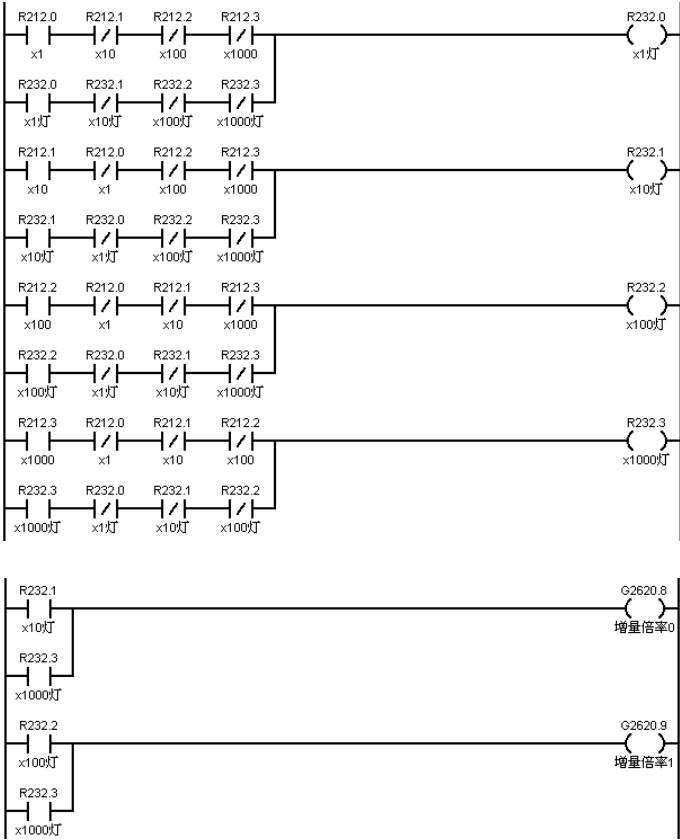 R212.0 R212.1 R212.2 R212.3 R232.0
x1 x10 x100 x1000 x1灯
R232.0 R232.1 R232.2 R232.3
x1灯 x10灯 x100灯 x1000灯
R212.1 R212.0 R212.2 R212.3 R232.1
x10 x1 x100 x1000 x10灯
R232.1 R232.0 R232.2 R232.3
x10灯 x1灯 x100灯 x1000灯
R212.2 R212.0 R212.1 R212.3 R232.2
x100 x1 x10 x1000 x100灯
R232.2 R232.0 R232.1 R232.3
x100灯 x1灯 x10灯 x1000灯
R212.3 R212.0 R212.1 R212.2 R232.3
x1000 x1 x10 x100 x1000灯
R232.3 R232.0 R232.1 R232.2
x1000灯 x1灯 x10灯 x100灯
R232.1 G2620.8
x10灯 增量倍率0
R232.3
x1000灯
R232.2 G2620.9
x100灯 增量倍率1
R232.3
x1000灯